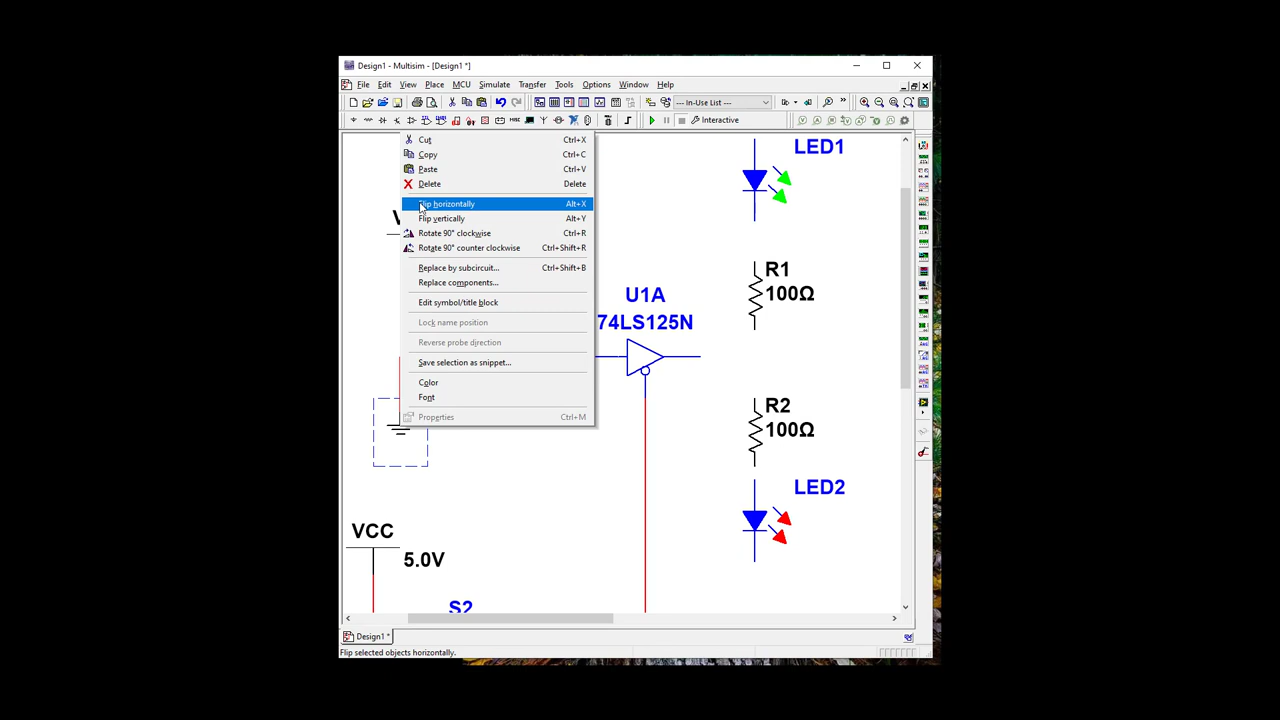 Design1 - Multisim - [Design1 *]
File Edit View Place MCU Simulate Transfer Tools Options Window Help
--- In-Use List ---
Interactive
Cut Ctrl+X
Copy Ctrl+C
Paste Ctrl+V
Delete Delete
Flip horizontally Alt+X
Flip vertically Alt+Y
Rotate 90° clockwise Ctrl+R
Rotate 90° counter clockwise Ctrl+Shift+R
Replace by subcircuit... Ctrl+Shift+B
Replace components...
Edit symbol/title block
Lock name position
Reverse probe direction
Save selection as snippet...
Color
Font
Properties Ctrl+M
LED1
R1
100Ω
U1A
74LS125N
R2
100Ω
LED2
VCC
5.0V
S2
Design1 *
Flip selected objects horizontally.